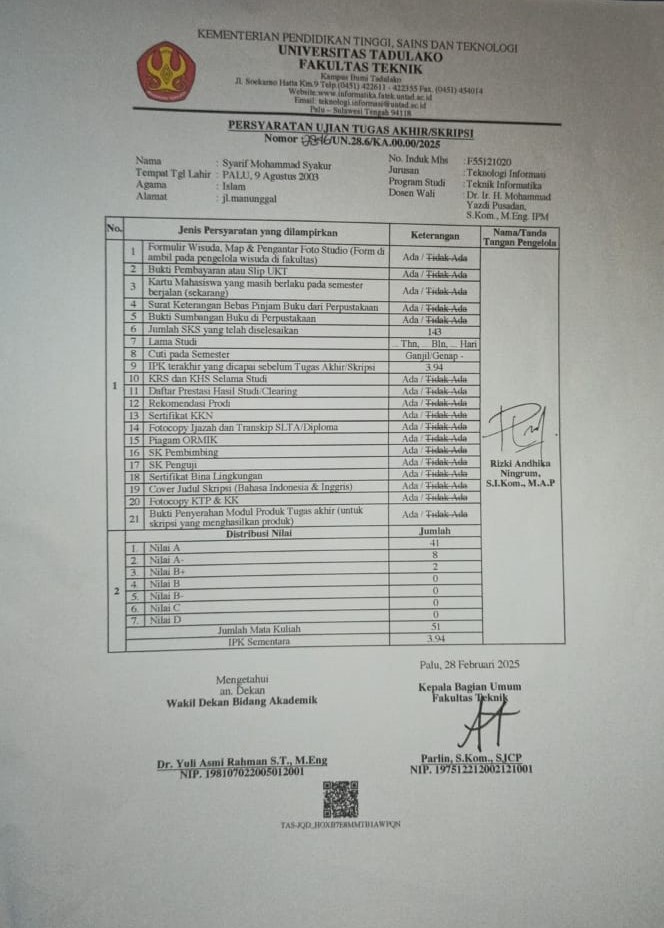 KEMENTERIAN PENDIDIKAN TINGGI, SAINS DAN TEKNOLOGI
UNIVERSITAS TADULAKO
FAKULTAS TEKNIK
Kampus Bumi Tadulako
Jl. Soekarno Hatta Km.9 Telp.(0451) 422611 - 422355 Fax. (0451) 454014
Website:www.informatika.fatek.untad.ac.id
Email: teknologi.informasi@untad.ac.id
Palu – Sulawesi Tengah 94118
PERSYARATAN UJIAN TUGAS AKHIR/SKRIPSI
Nomor /UN.28.6/KA.00.00/2025
Nama : Syarif Mohammad Syakur
Tempat Tgl Lahir : PALU, 9 Agustus 2003
Agama : Islam
Alamat : jl.manunggal
No. Induk Mhs : F55121020
Jurusan : Teknologi Informasi
Program Studi : Teknik Informatika
Dosen Wali : Dr. Ir. H. Mohammad
Yazdi Pusadan,
S.Kom., M.Eng. IPM
No. Jenis Persyaratan yang dilampirkan Keterangan Nama/Tanda
Tangan Pengelola
1
1 Formulir Wisuda, Map & Pengantar Foto Studio (Form di
ambil pada pengelola wisuda di fakultas) Ada / Tidak Ada
2 Bukti Pembayaran atau Slip UKT Ada / Tidak Ada
3 Kartu Mahasiswa yang masih berlaku pada semester
berjalan (sekarang) Ada / Tidak Ada
4 Surat Keterangan Bebas Pinjam Buku dari Perpustakaan Ada / Tidak Ada
5 Bukti Sumbangan Buku di Perpustakaan Ada / Tidak Ada
6 Jumlah SKS yang telah diselesaikan 143
7 Lama Studi ... Thn, ... Bln, ... Hari
8 Cuti pada Semester Ganjil/Genap -
9 IPK terakhir yang dicapai sebelum Tugas Akhir/Skripsi 3.94
10 KRS dan KHS Selama Studi Ada / Tidak Ada
11 Daftar Prestasi Hasil Studi/Clearing Ada / Tidak Ada
12 Rekomendasi Prodi Ada / Tidak Ada
13 Sertifikat KKN Ada / Tidak Ada
14 Fotocopy Ijazah dan Transkip SLTA/Diploma Ada / Tidak Ada
15 Piagam ORMIK Ada / Tidak Ada
16 SK Pembimbing Ada / Tidak Ada
17 SK Penguji Ada / Tidak Ada
18 Sertifikat Bina Lingkungan Ada / Tidak Ada
19 Cover Judul Skripsi (Bahasa Indonesia & Inggris) Ada / Tidak Ada
20 Fotocopy KTP & KK Ada / Tidak Ada
21 Bukti Penyerahan Modul Produk Tugas akhir (untuk
skripsi yang menghasilkan produk) Ada / Tidak Ada
Rizki Andhika
Ningrum,
S.I.Kom., M.A.P
2
Distribusi Nilai Jumlah
1. Nilai A 41
2. Nilai A- 8
3. Nilai B+ 2
4. Nilai B 0
5. Nilai B- 0
6. Nilai C 0
7. Nilai D 0
Jumlah Mata Kuliah 51
IPK Sementara 3.94
Palu, 28 Februari 2025
Mengetahui
an. Dekan
Wakil Dekan Bidang Akademik
Kepala Bagian Umum
Fakultas Teknik
Dr. Yuli Asmi Rahman S.T., M.Eng
NIP. 198107022005012001
Parlin, S.Kom., SJCP
NIP. 197512212002121001